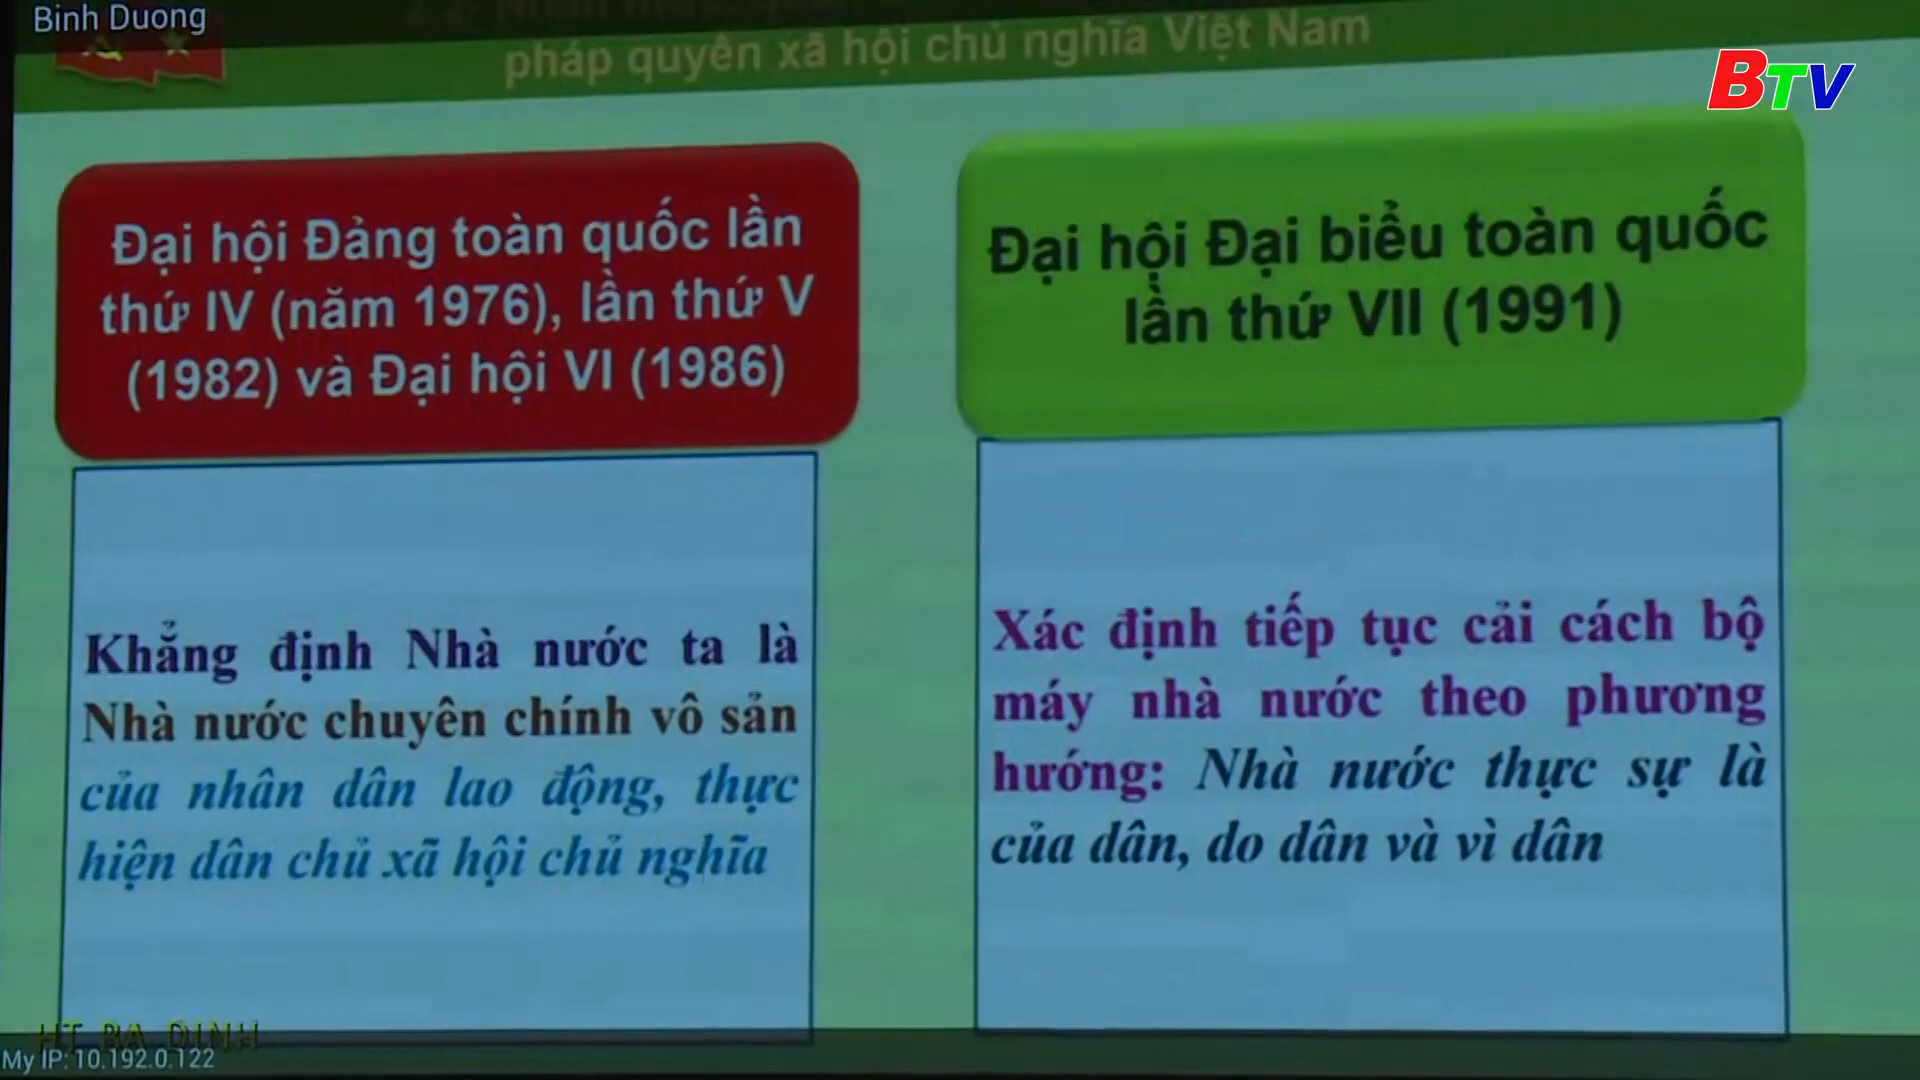 Binh Duong
pháp quyền xã hội chủ nghĩa Việt Nam
BTV
Đại hội Đảng toàn quốc lần
thứ IV (năm 1976), lần thứ V
(1982) và Đại hội VI (1986)
Đại hội Đại biểu toàn quốc
lần thứ VII (1991)
Khẳng định Nhà nước ta là
Nhà nước chuyên chính vô sản
của nhân dân lao động, thực
hiện dân chủ xã hội chủ nghĩa
Xác định tiếp tục cải cách bộ
máy nhà nước theo phương
hướng: Nhà nước thực sự là
của dân, do dân và vì dân
HT BA DINH
My IP: 10.192.0.122